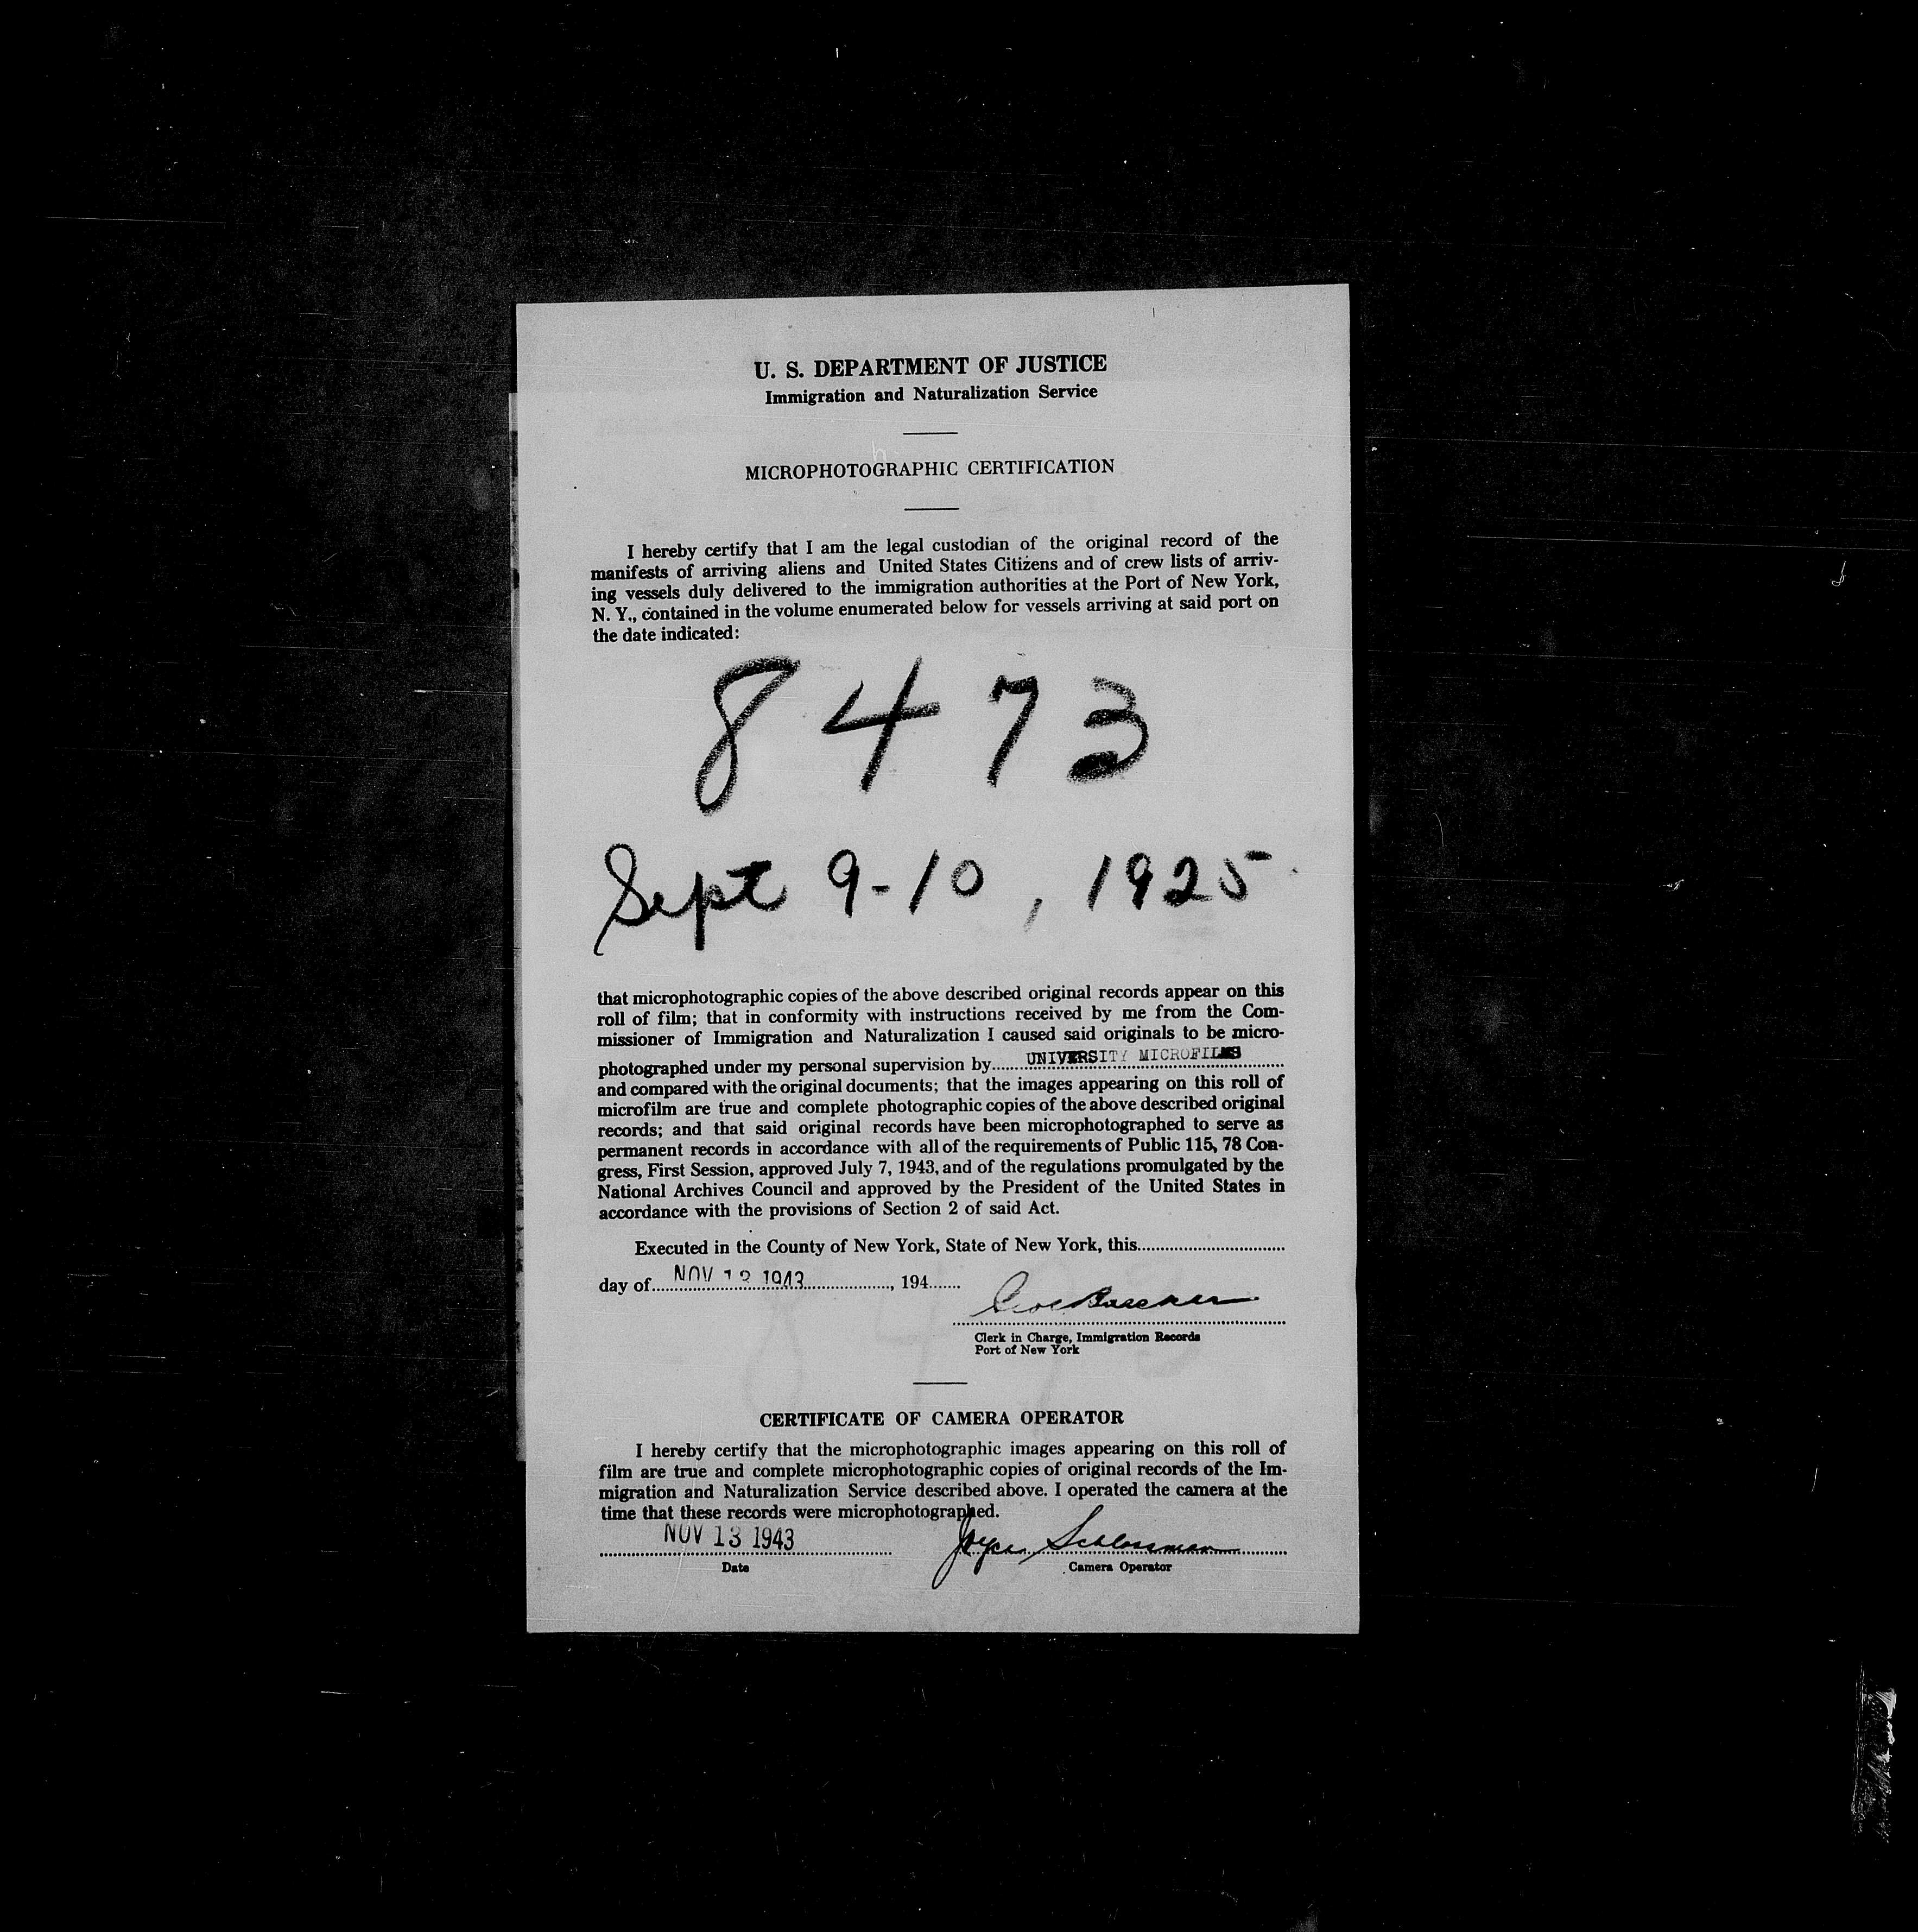 U. S. DEPARTMENT OF JUSTICE
Immigration and Naturalization Service
MICROPHOTOGRAPHIC CERTIFICATION
I hereby certify that I am the legal custodian of the original record of the
manifests of arriving aliens and United States Citizens and of crew lists of arriv-
ing vessels duly delivered to the immigration authorities at the Port of New York,
N. Y., contained in the volume enumerated below for vessels arriving at said port on
the date indicated:
8473
Sept 9-10, 1925
that microphotographic copies of the above described original records appear on this
roll of film; that in conformity with instructions received by me from the Com-
missioner of Immigration and Naturalization I caused said originals to be micro-
photographed under my personal supervision by UNIVERSITY MICROFILMS
and compared with the original documents; that the images appearing on this roll of
microfilm are true and complete photographic copies of the above described original
records; and that said original records have been microphotographed to serve as
permanent records in accordance with all of the requirements of Public 115, 78 Con-
gress, First Session, approved July 7, 1943, and of the regulations promulgated by the
National Archives Council and approved by the President of the United States in
accordance with the provisions of Section 2 of said Act.
Executed in the County of New York, State of New York, this
day of NOV 13 1943, 194
Clerk in Charge, Immigration Records
Port of New York
CERTIFICATE OF CAMERA OPERATOR
I hereby certify that the microphotographic images appearing on this roll of
film are true and complete microphotographic copies of original records of the Im-
migration and Naturalization Service described above. I operated the camera at the
time that these records were microphotographed.
NOV 13 1943 Joyce Schlossman
Date Camera Operator